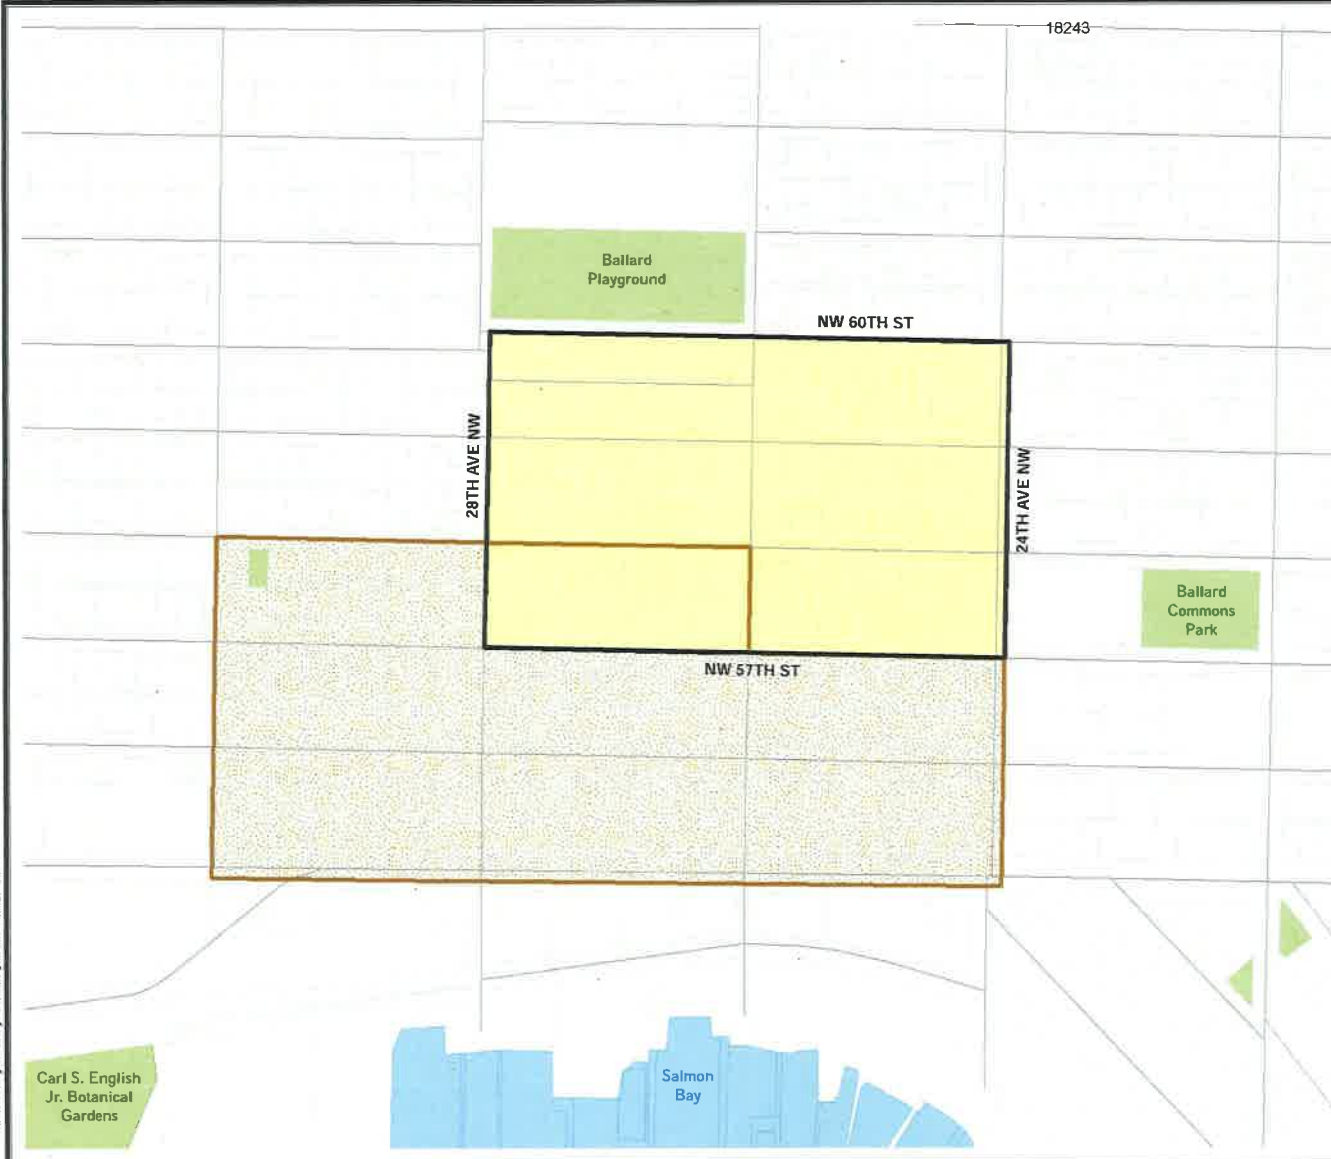 18243
Ballard
Playground
NW 60TH ST
28TH AVE NW
24TH AVE NW
Ballard
Commons
Park
NW 57TH ST
Carl S. English
Jr. Botanical
Gardens
Salmon
Bay